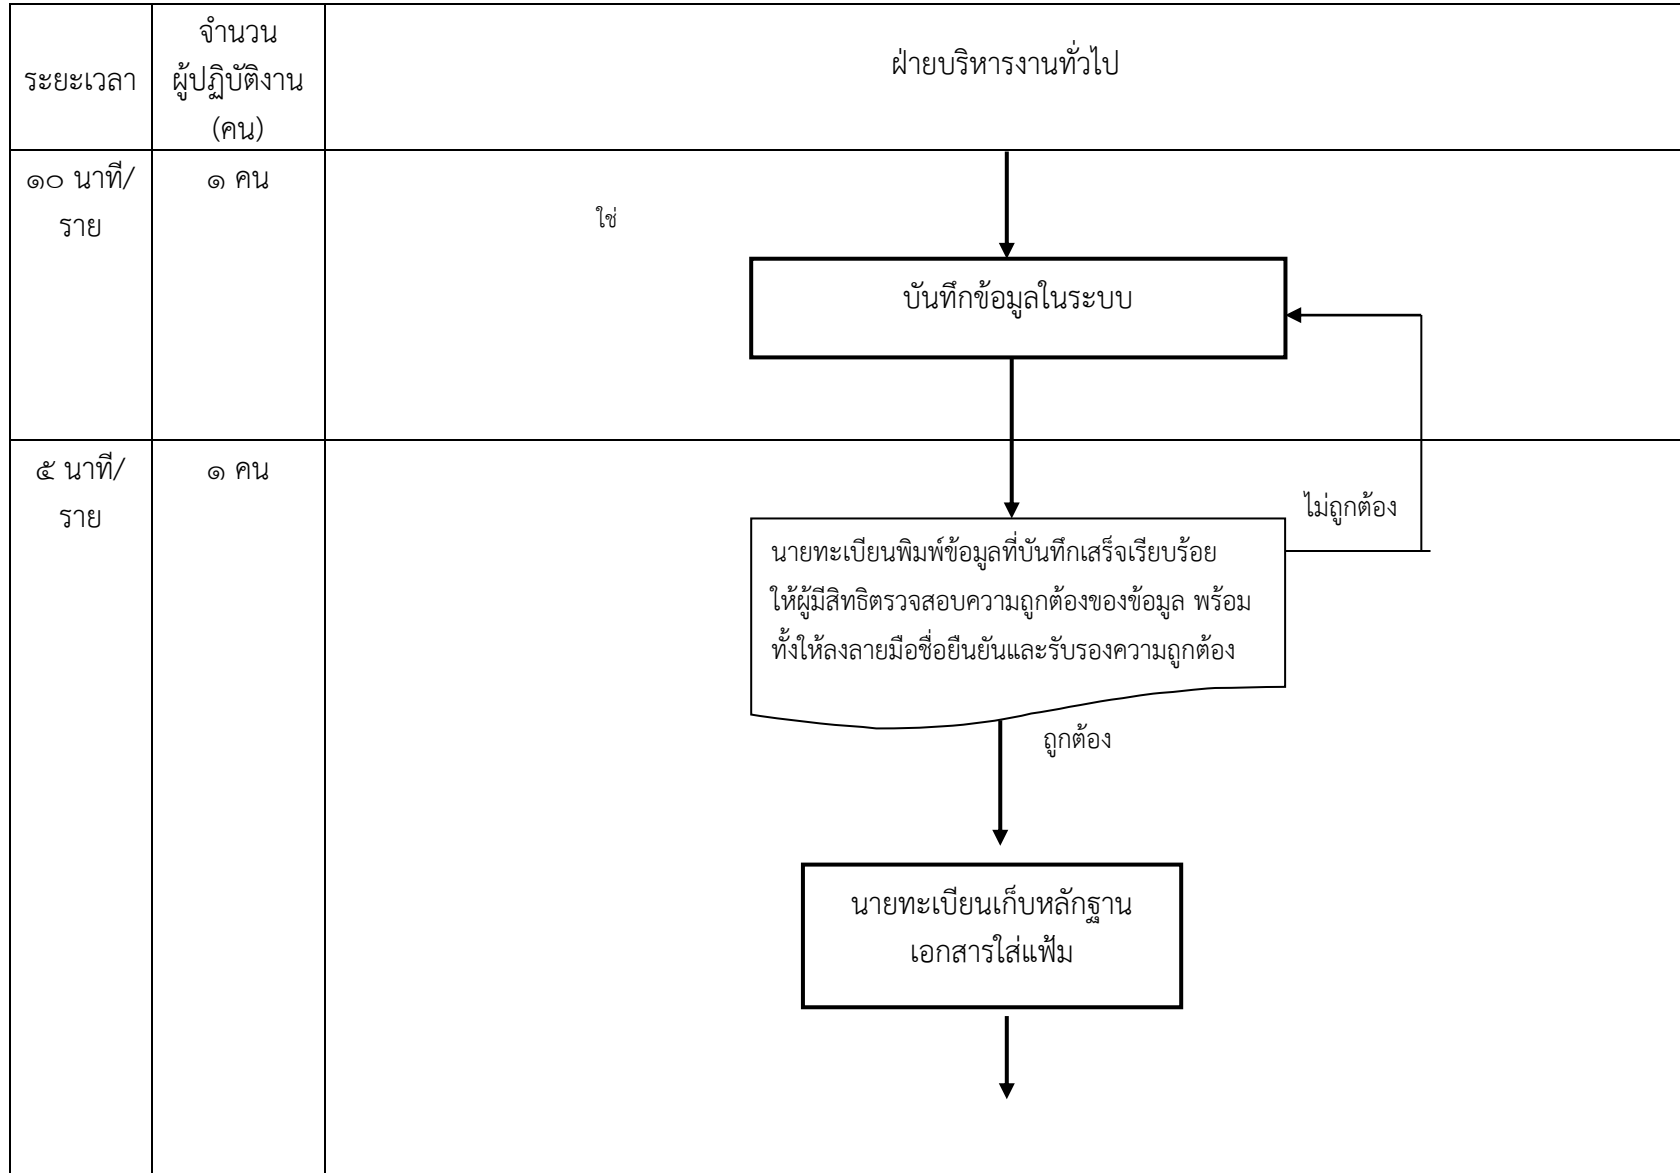 ระยะเวลา
จำนวน
ผู้ปฏิบัติงาน
(คน)
ฝ่ายบริหารงานทั่วไป
๑๐ นาที/
ราย
๑ คน
ใช่
บันทึกข้อมูลในระบบ
๕ นาที/
ราย
๑ คน
ไม่ถูกต้อง
นายทะเบียนพิมพ์ข้อมูลที่บันทึกเสร็จเรียบร้อย
ให้ผู้มีสิทธิตรวจสอบความถูกต้องของข้อมูล พร้อม
ทั้งให้ลงลายมือชื่อยืนยันและรับรองความถูกต้อง
ถูกต้อง
นายทะเบียนเก็บหลักฐาน
เอกสารใส่แฟ้ม